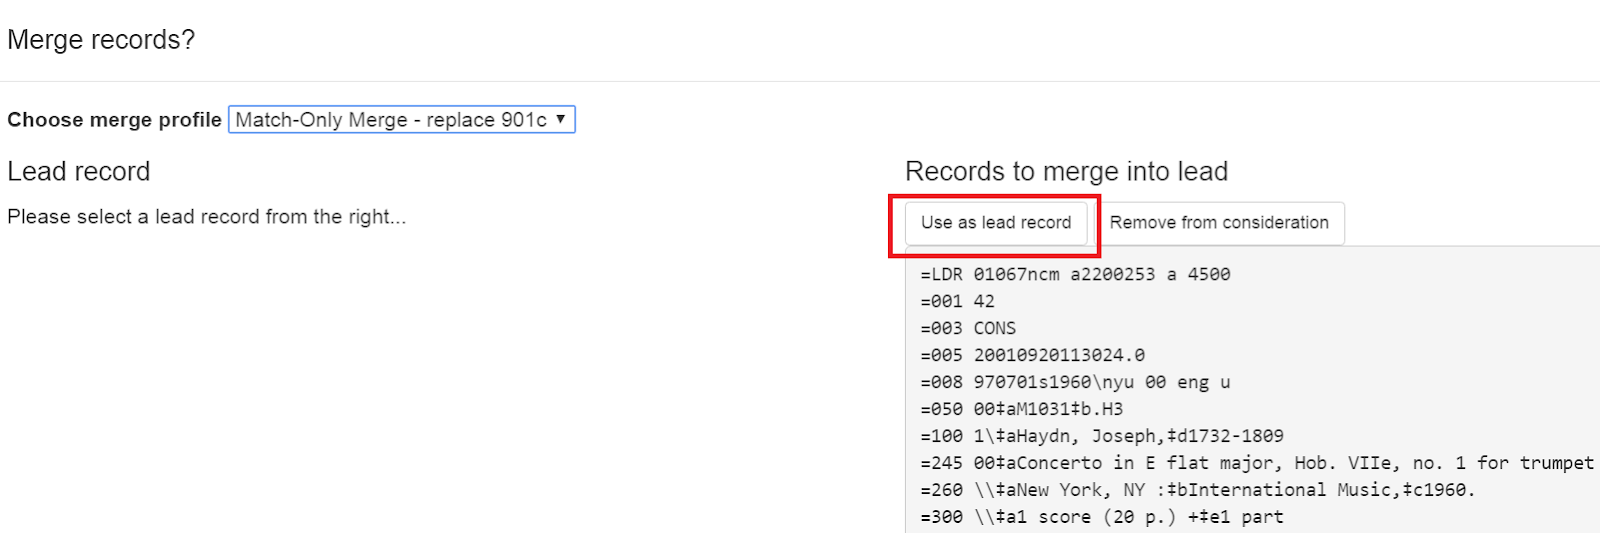 Merge records?
Choose merge profile Match-Only Merge - replace 901c ▼
Lead record
Please select a lead record from the right...
Records to merge into lead
Use as lead record Remove from consideration
=LDR 01067ncm a2200253 a 4500
=001 42
=003 CONS
=005 20010920113024.0
=008 970701s1960\nyu 00 eng u
=050 00‡aM1031‡b.H3
=100 1\‡aHaydn, Joseph,‡d1732-1809
=245 00‡aConcerto in E flat major, Hob. VIIe, no. 1 for trumpet
=260 \\‡aNew York, NY :‡bInternational Music,‡c1960.
=300 \\‡a1 score (20 p.) +‡e1 part